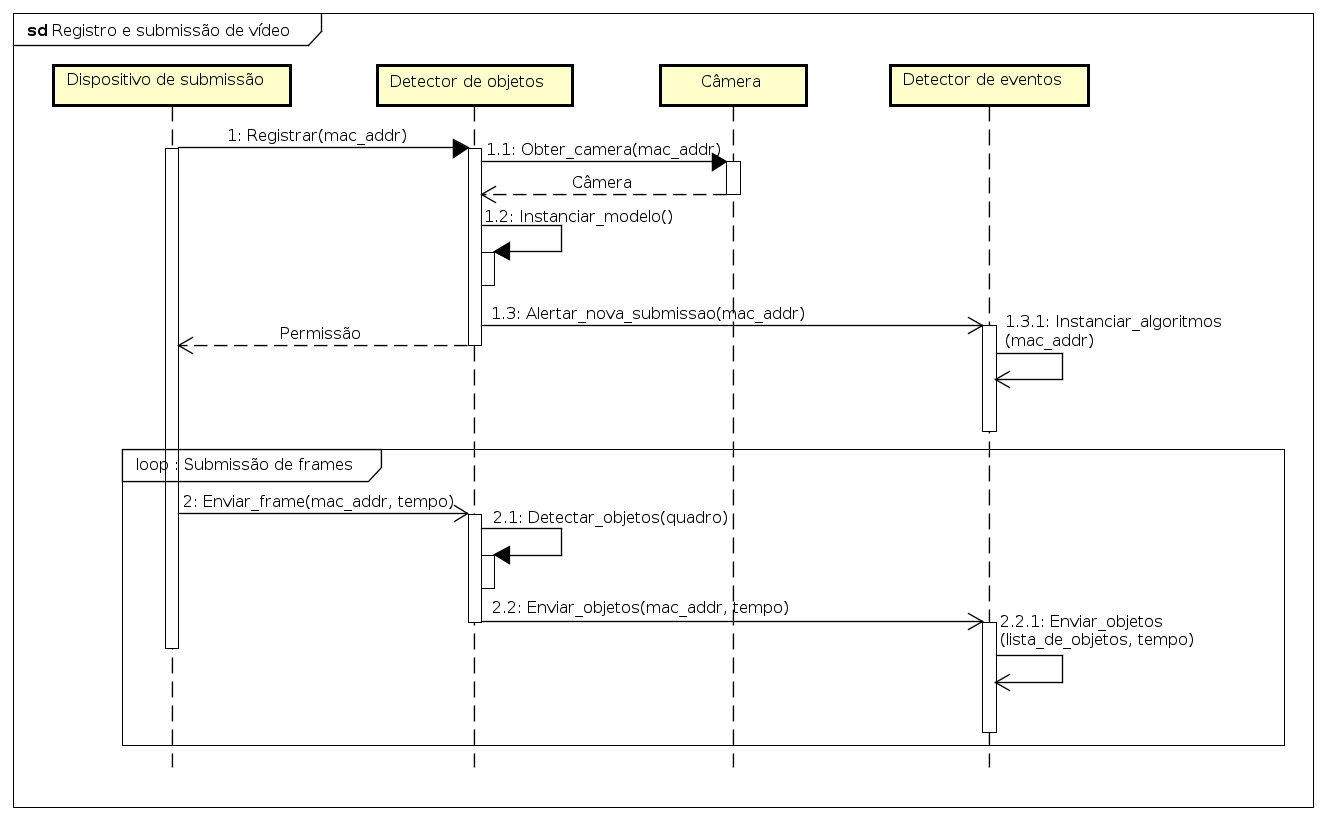 sd Registro e submissão de vídeo
Dispositivo de submissão
Detector de objetos
Câmera
Detector de eventos
1: Registrar(mac_addr)
1.1: Obter_camera(mac_addr)
Câmera
1.2: Instanciar_modelo()
1.3: Alertar_nova_submissao(mac_addr)
1.3.1: Instanciar_algoritmos
(mac_addr)
Permissão
loop : Submissão de frames
2: Enviar_frame(mac_addr, tempo)
2.1: Detectar_objetos(quadro)
2.2: Enviar_objetos(mac_addr, tempo)
2.2.1: Enviar_objetos
(lista_de_objetos, tempo)